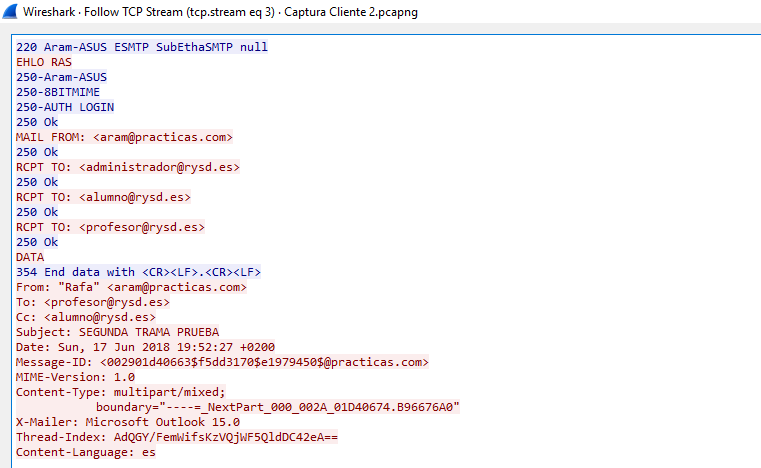 Wireshark · Follow TCP Stream (tcp.stream eq 3) · Captura Cliente 2.pcapng
220 Aram-ASUS ESMTP SubEthaSMTP null
EHLO RAS
250-Aram-ASUS
250-8BITMIME
250-AUTH LOGIN
250 Ok
MAIL FROM: <aram@practicas.com>
250 Ok
RCPT TO: <administrador@rysd.es>
250 Ok
RCPT TO: <alumno@rysd.es>
250 Ok
RCPT TO: <profesor@rysd.es>
250 Ok
DATA
354 End data with <CR><LF>.<CR><LF>
From: "Rafa" <aram@practicas.com>
To: <profesor@rysd.es>
Cc: <alumno@rysd.es>
Subject: SEGUNDA TRAMA PRUEBA
Date: Sun, 17 Jun 2018 19:52:27 +0200
Message-ID: <002901d40663$f5dd3170$e1979450$@practicas.com>
MIME-Version: 1.0
Content-Type: multipart/mixed;
boundary="----=_NextPart_000_002A_01D40674.B96676A0"
X-Mailer: Microsoft Outlook 15.0
Thread-Index: AdQGY/FemWifsKzVQjWF5QldDC42eA==
Content-Language: es